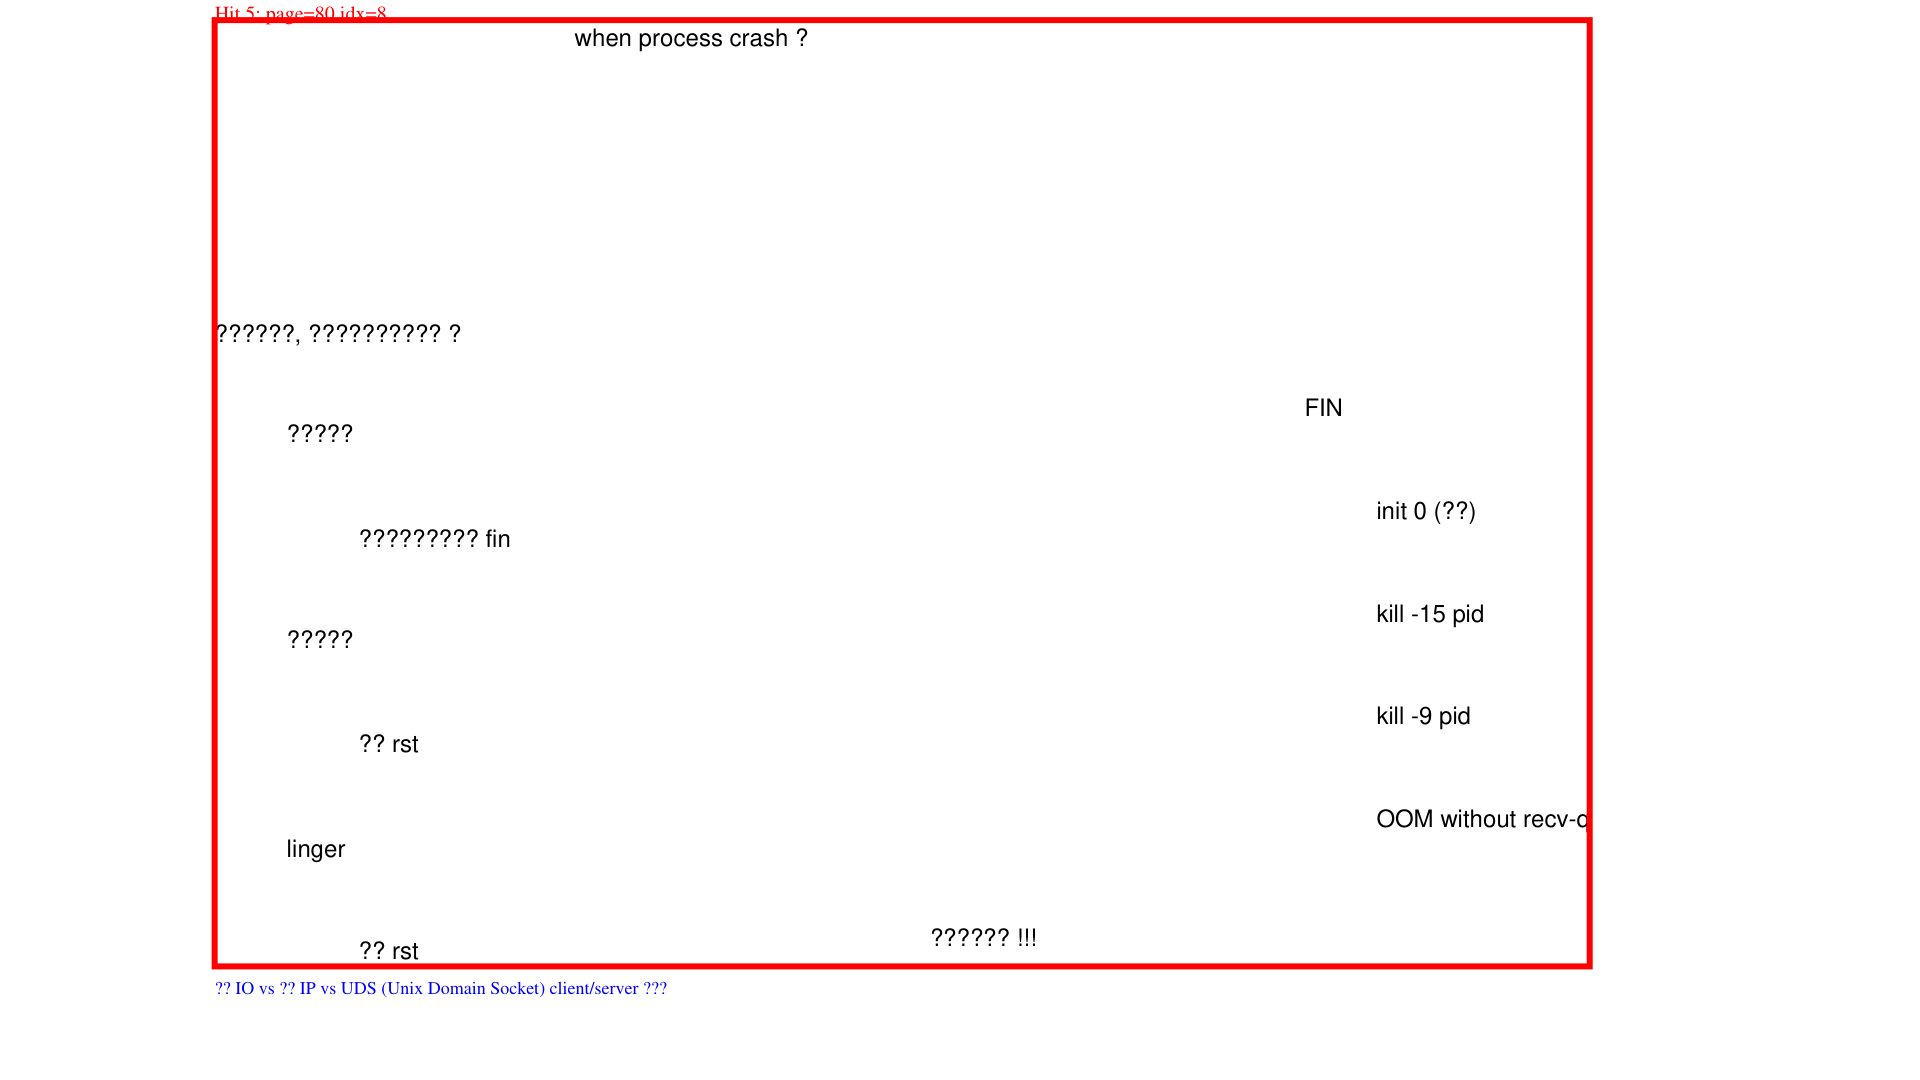 Hit 5: page=80 idx=8
when process crash ?
??????, ?????????? ?
?????
????????? fin
?????
?? rst
linger
?? rst
FIN
init 0 (??)
kill -15 pid
kill -9 pid
OOM without recv-q
?????? !!!
?? IO vs ?? IP vs UDS (Unix Domain Socket) client/server ???